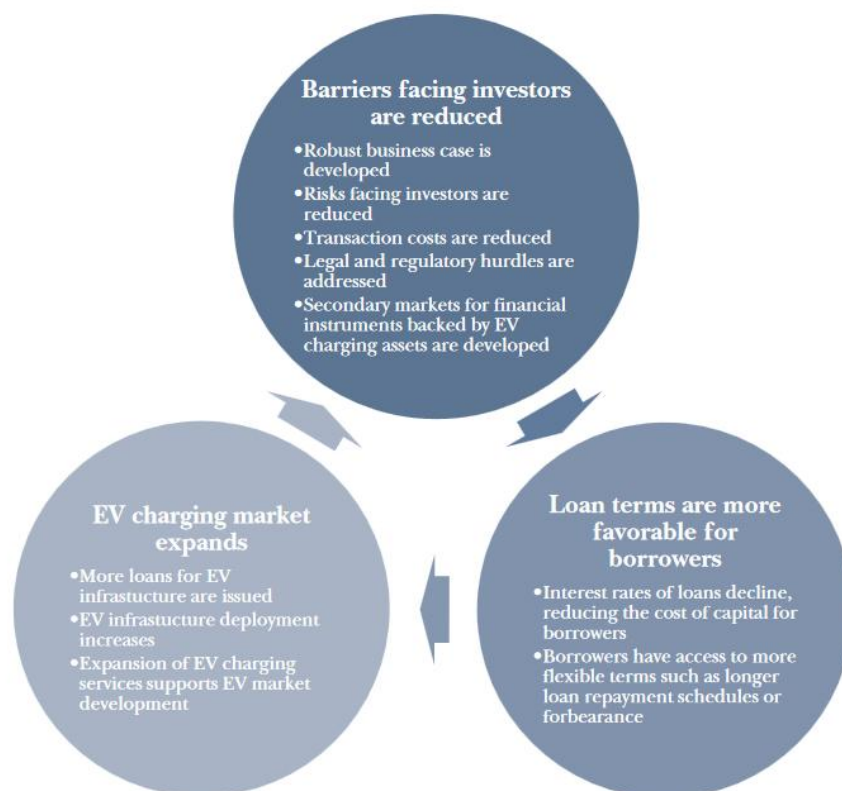 Barriers facing investors
are reduced
•Robust business case is
developed
•Risks facing investors are
reduced
•Transaction costs are reduced
•Legal and regulatory hurdles are
addressed
•Secondary markets for financial
instruments backed by EV
charging assets are developed
Loan terms are more
favorable for
borrowers
•Interest rates of loans decline,
reducing the cost of capital for
borrowers
•Borrowers have access to more
flexible terms such as longer
loan repayment schedules or
forbearance
EV charging market
expands
•More loans for EV
infrastucture are issued
•EV infrastucture deployment
increases
•Expansion of EV charging
services supports EV market
development